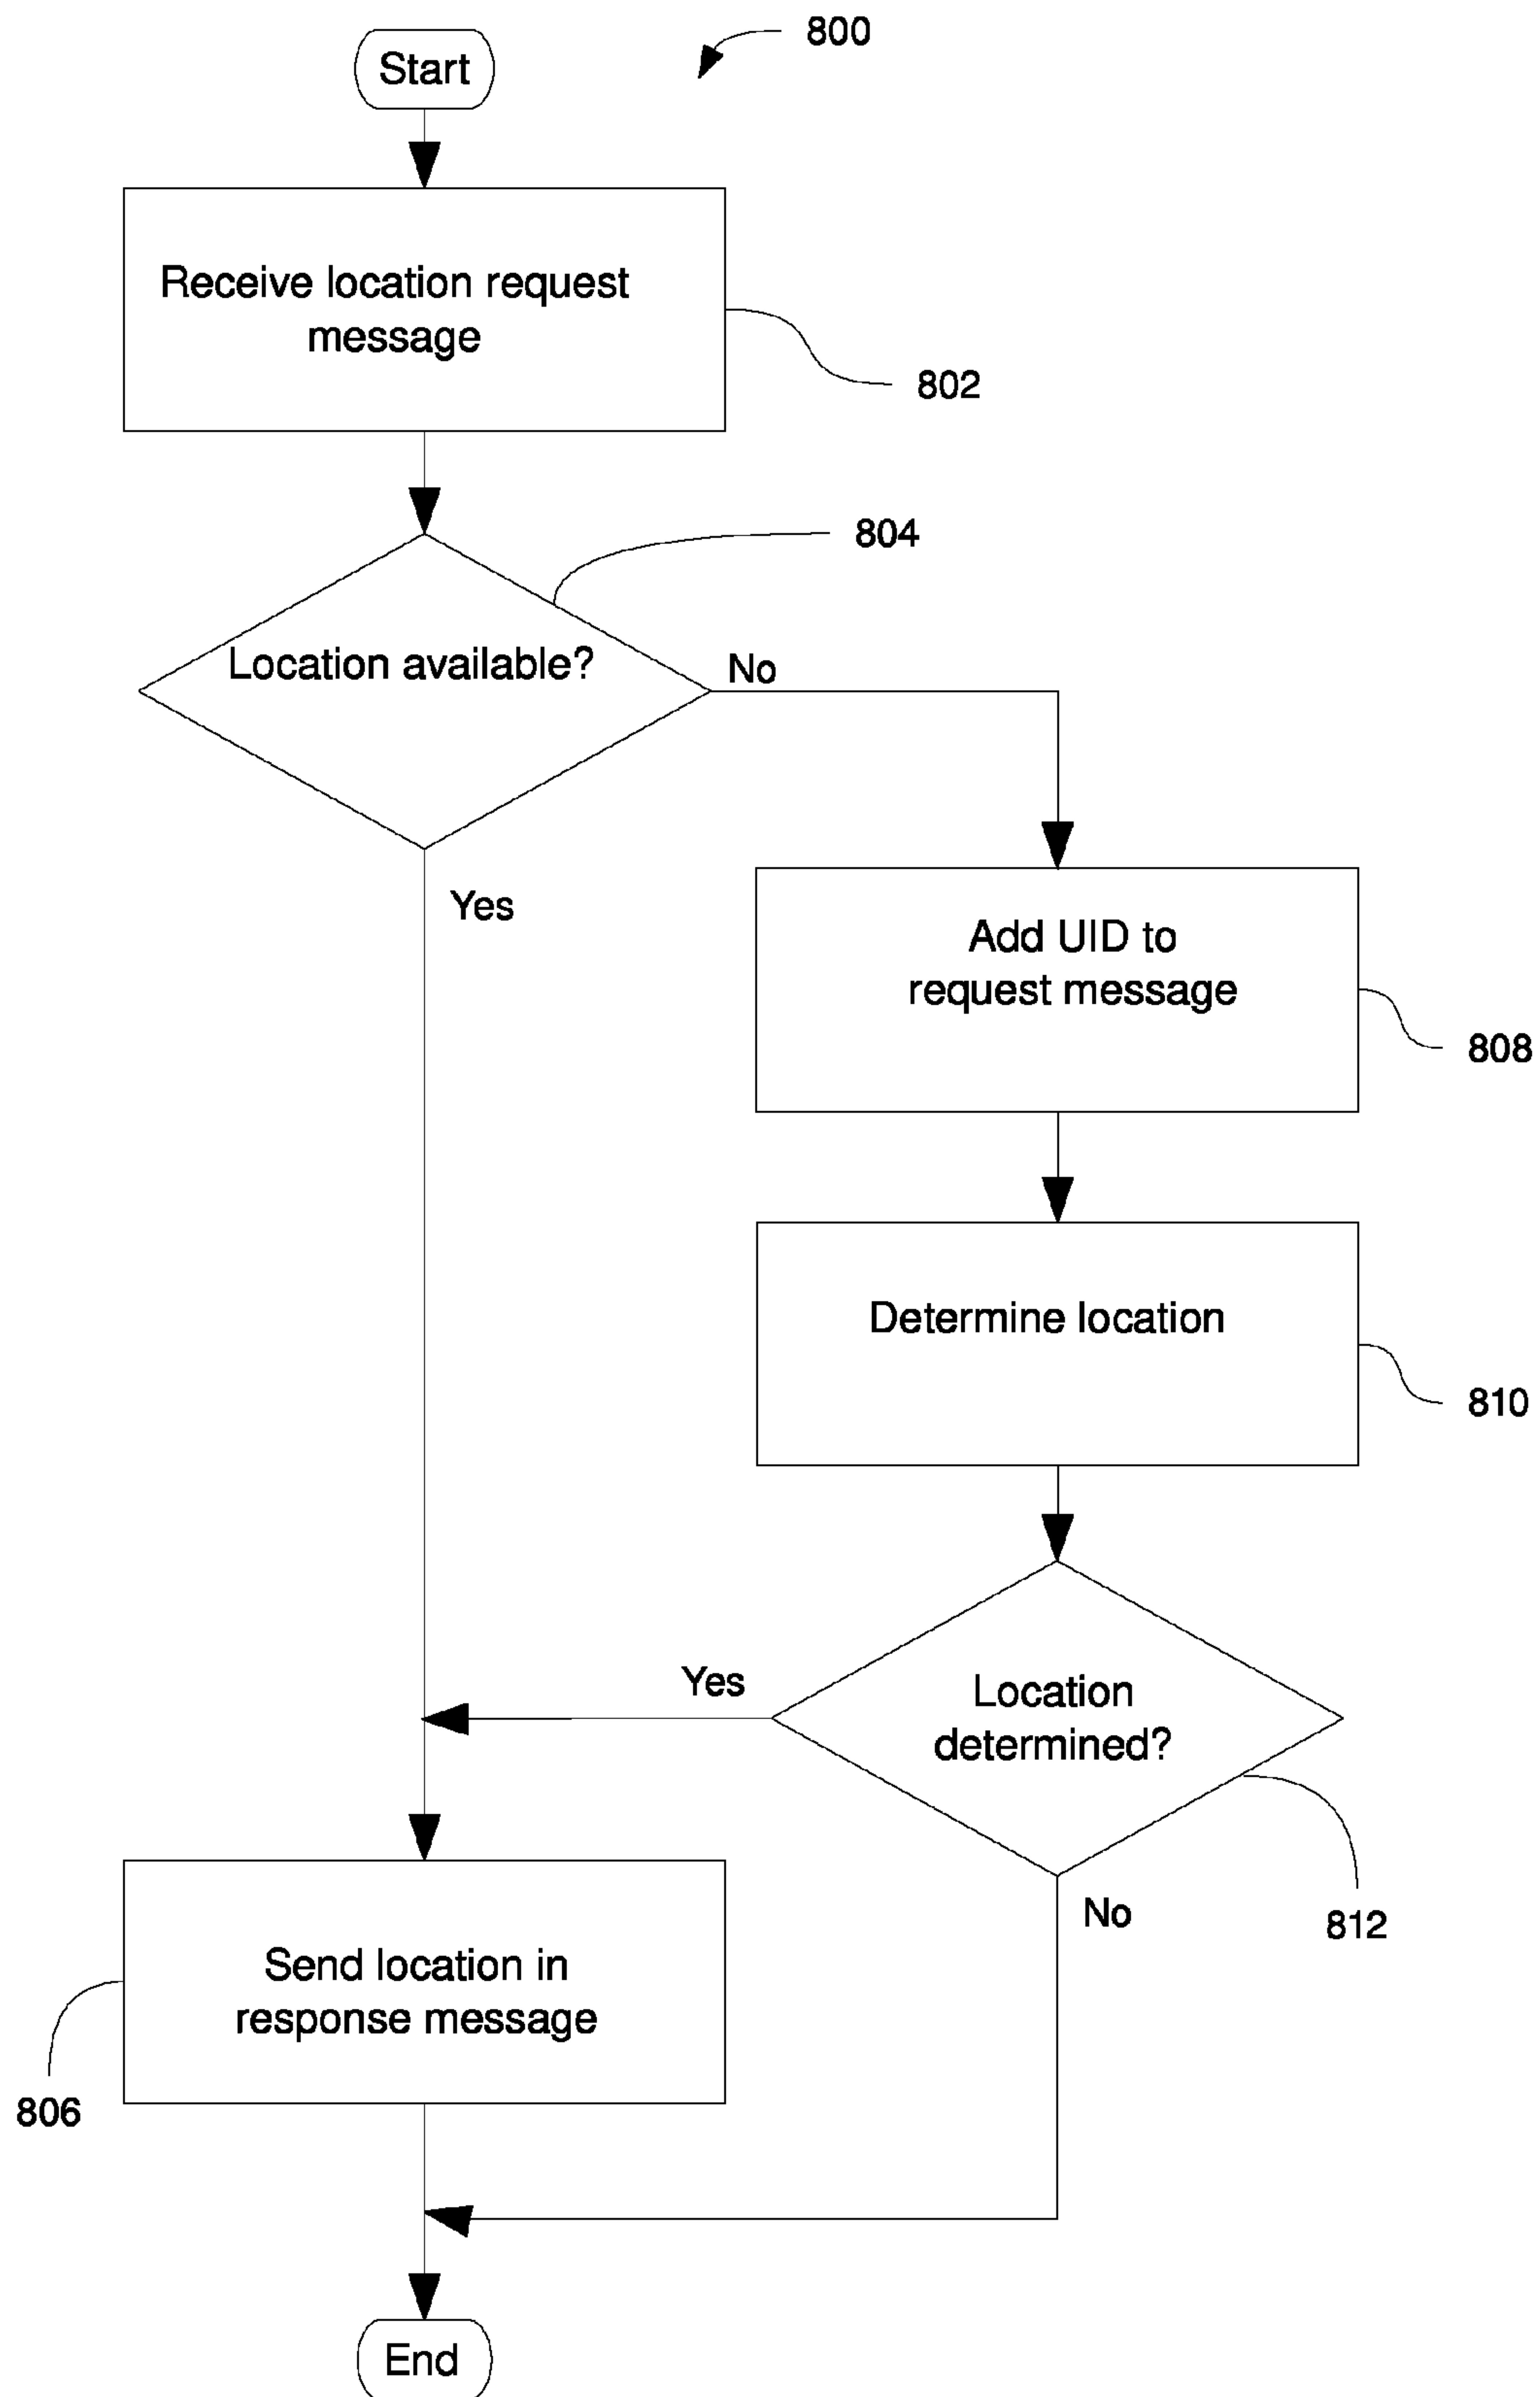 Start
800
Receive location request
message
802
804
Location available?
No
Yes
Add UID to
request message
808
Determine location
810
Yes
Location
determined?
No
812
Send location in
response message
806
End